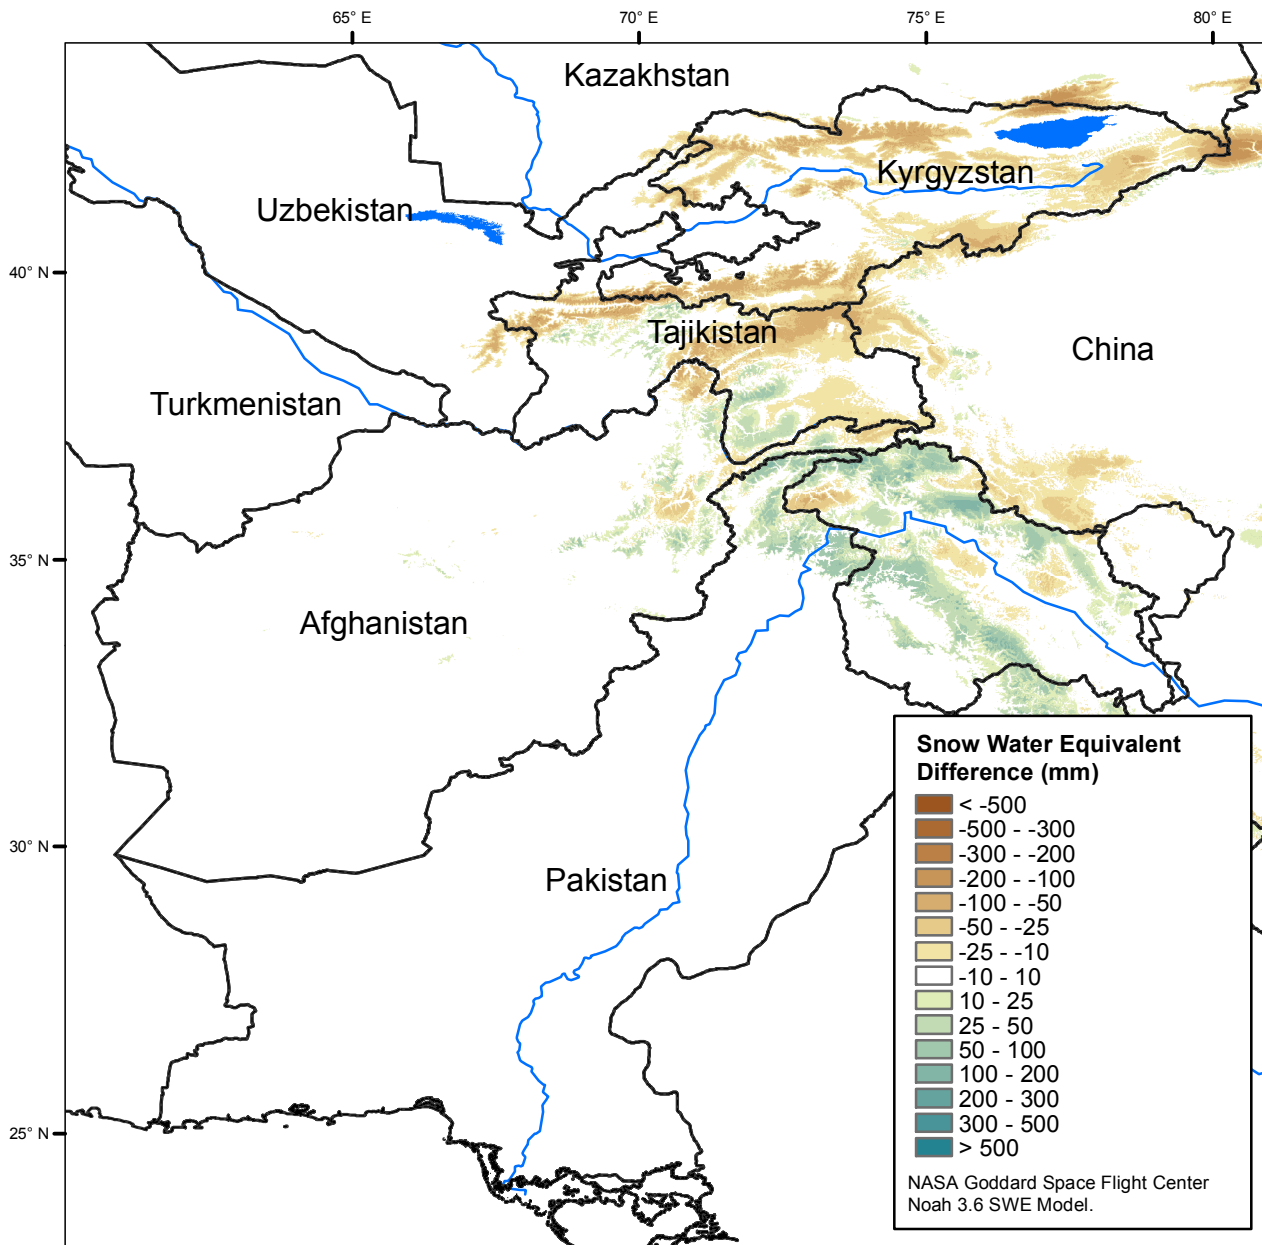 65° E
70° E
75° E
80° E
Kazakhstan
Kyrgyzstan
Uzbekistan
40° N
Tajikistan
China
Turkmenistan
35° N
Afghanistan
Snow Water Equivalent
Difference (mm)
< -500
-500 - -300
-300 - -200
-200 - -100
-100 - -50
-50 - -25
-25 - -10
-10 - 10
10 - 25
25 - 50
50 - 100
100 - 200
200 - 300
300 - 500
> 500
30° N
Pakistan
25° N
NASA Goddard Space Flight Center
Noah 3.6 SWE Model.